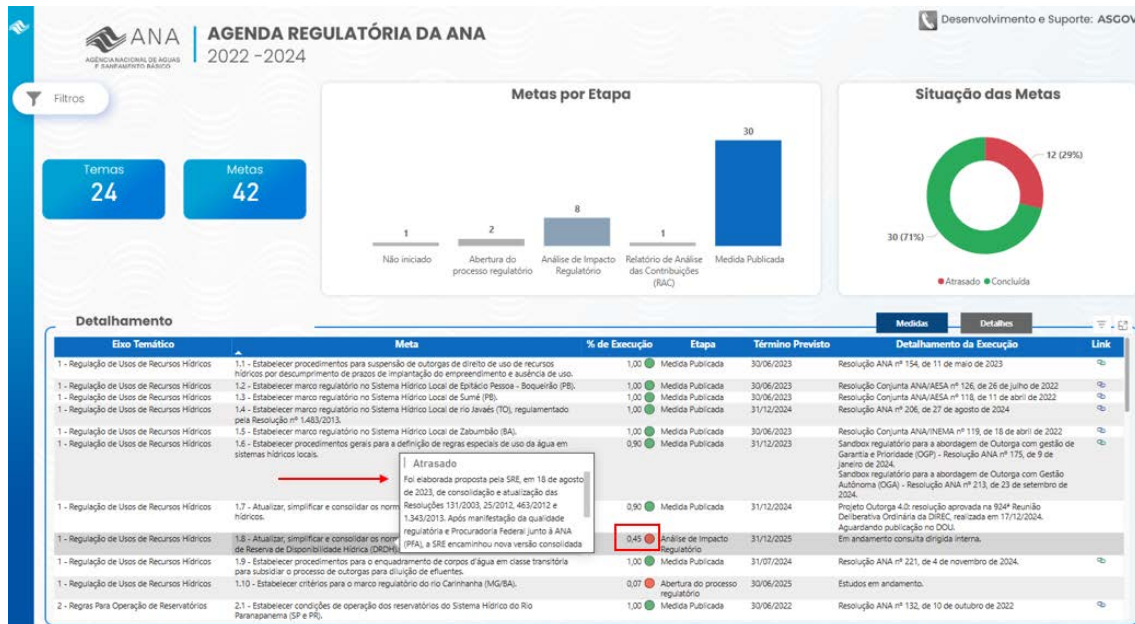 Desenvolvimento e Suporte: ASGOV
ANA
AGÊNCIA NACIONAL DE ÁGUAS
E SANEAMENTO BÁSICO
AGENDA REGULATÓRIA DA ANA
2022 -2024
Filtros
Temas
24
Metas
42
Metas por Etapa
1
2
8
1
30
Não iniciado
Abertura do
processo regulatório
Análise de Impacto
Regulatório
Relatório de Análise
das Contribuições
(RAC)
Medida Publicada
Situação das Metas
12 (29%)
30 (71%)
Atrasado Concluída
Detalhamento
Medidas Detalhes
Eixo Temático Meta % de Execução Etapa Término Previsto Detalhamento da Execução Link
1 - Regulação de Usos de Recursos Hídricos 1.1 - Estabelecer procedimentos para suspensão de outorgas de direito de uso de recursos 1,00 Medida Publicada 30/06/2023 Resolução ANA nº 154, de 11 de maio de 2023
hídricos por descumprimento de prazos de implantação do empreendimento e ausência de uso.
1 - Regulação de Usos de Recursos Hídricos 1.2 - Estabelecer marco regulatório no Sistema Hídrico Local de Epitácio Pessoa - Boqueirão (PB). 1,00 Medida Publicada 30/06/2023 Resolução Conjunta ANA/AESA nº 126, de 26 de julho de 2022
1 - Regulação de Usos de Recursos Hídricos 1.3 - Estabelecer marco regulatório no Sistema Hídrico Local de Sumé (PB). 1,00 Medida Publicada 30/06/2023 Resolução Conjunta ANA/AESA nº 118, de 11 de abril de 2022
1 - Regulação de Usos de Recursos Hídricos 1.4 - Estabelecer marco regulatório no Sistema Hídrico Local de rio Javaés (TO), regulamentado 1,00 Medida Publicada 31/12/2024 Resolução ANA nº 206, de 27 de agosto de 2024
pela Resolução nº 1.483/2013.
1 - Regulação de Usos de Recursos Hídricos 1.5 - Estabelecer marco regulatório no Sistema Hídrico Local de Zabumbão (BA). 1,00 Medida Publicada 30/06/2023 Resolução Conjunta ANA/INEMA nº 119, de 18 de abril de 2022
1 - Regulação de Usos de Recursos Hídricos 1.6 - Estabelecer procedimentos gerais para a definição de regras especiais de uso da água em 0,90 Medida Publicada 31/12/2023 Sandbox regulatório para a abordagem de Outorga com gestão de
sistemas hídricos locais. Garantia e Prioridade (OGP) - Resolução ANA nº 175, de 9 de
janeiro de 2024.
Sandbox regulatório para a abordagem de Outorga com Gestão
Autônoma (OGA) - Resolução ANA nº 213, de 23 de setembro de
2024.
Atrasado
Foi elaborada proposta pela SRE, em 18 de agosto
de 2023, de consolidação e atualização das
Resoluções 131/2003, 25/2012, 463/2012 e
1.343/2013. Após manifestação da qualidade
regulatória e Procuradoria Federal junto à ANA
(PFA), a SRE encaminhou nova versão consolidada
1 - Regulação de Usos de Recursos Hídricos 1.7 - Atualizar, simplificar e consolidar os norm 0,90 Medida Publicada 31/12/2024 Projeto Outorga 4.0: resolução aprovada na 924ª Reunião
hídricos. Deliberativa Ordinária da DIREC, realizada em 17/12/2024.
Aguardando publicação no DOU.
1 - Regulação de Usos de Recursos Hídricos 1.8 - Atualizar, simplificar e consolidar os norm 0,45 Análise de Impacto 31/12/2025 Em andamento consulta dirigida interna.
de Reserva de Disponibilidade Hídrica (DRDH). Regulatório
1 - Regulação de Usos de Recursos Hídricos 1.9 - Estabelecer procedimentos para o enquadramento de corpos d'água em classe transitória 1,00 Medida Publicada 31/07/2024 Resolução ANA nº 221, de 4 de novembro de 2024.
para subsidiar o processo de outorgas para diluição de efluentes.
1 - Regulação de Usos de Recursos Hídricos 1.10 - Estabelecer critérios para o marco regulatório do rio Carinhanha (MG/BA). 0,07 Abertura do processo 30/06/2025 Estudos em andamento.
regulatório
2 - Regras Para Operação de Reservatórios 2.1 - Estabelecer condições de operação dos reservatórios do Sistema Hídrico do Rio 1,00 Medida Publicada 30/06/2022 Resolução ANA nº 132, de 10 de outubro de 2022
Paranapanema (SP e PR).